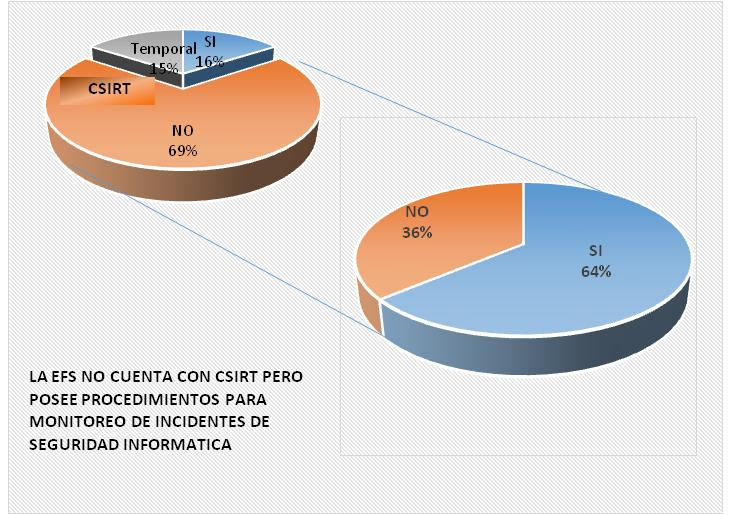 Temporal
15%
SI
16%
CSIRT
NO
69%
NO
36%
SI
64%
LA EFS NO CUENTA CON CSIRT PERO
POSEE PROCEDIMIENTOS PARA
MONITOREO DE INCIDENTES DE
SEGURIDAD INFORMATICA